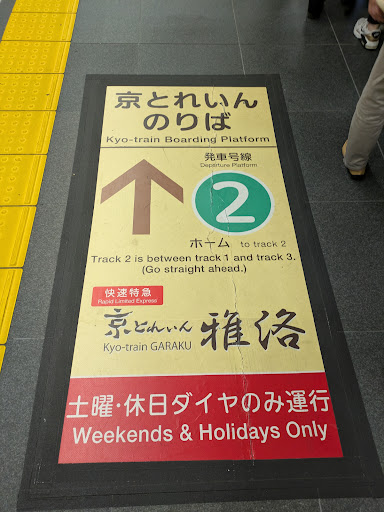 京とれいん
のりば
Kyo-train Boarding Platform
発車号線
Departure Platform
2
ホーム to track 2
Track 2 is between track 1 and track 3.
(Go straight ahead.)
快速特急
Rapid Limited Express
京とれいん 雅洛
Kyo-train GARAKU
土曜・休日ダイヤのみ運行
Weekends & Holidays Only